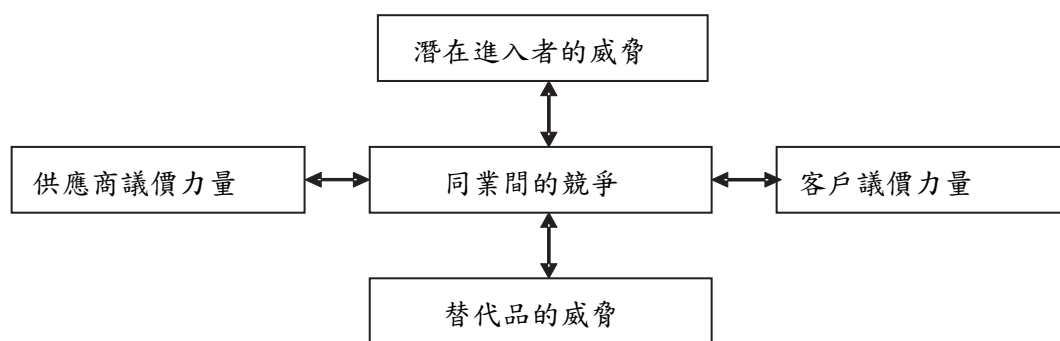 潛在進入者的威脅
供應商議價力量
同業間的競爭
客戶議價力量
替代品的威脅